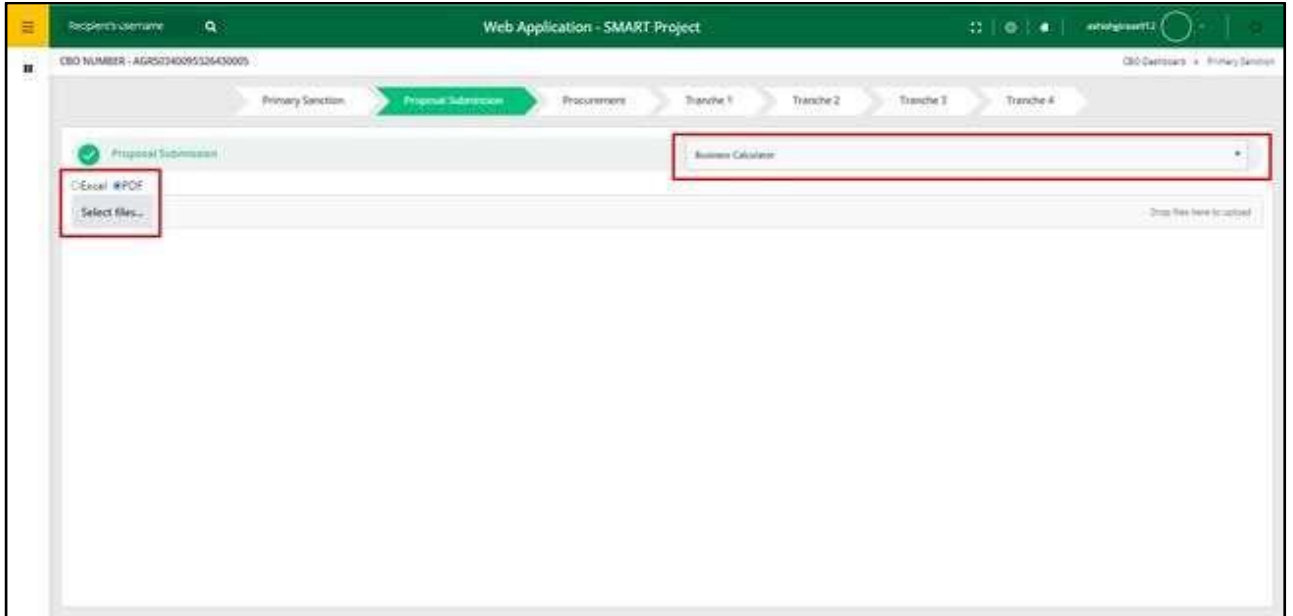 Recipient's username
Web Application - SMART Project
CBO NUMBER - AGRS0340095526430005
CBO Dashboard
Primary Sanction
Primary Sanction
Proposal Submission
Procurement
Tranche 1
Tranche 2
Tranche 3
Tranche 4
Proposal Submission
Business Calculator
Excel PDF
Select files...
Drop files here to upload